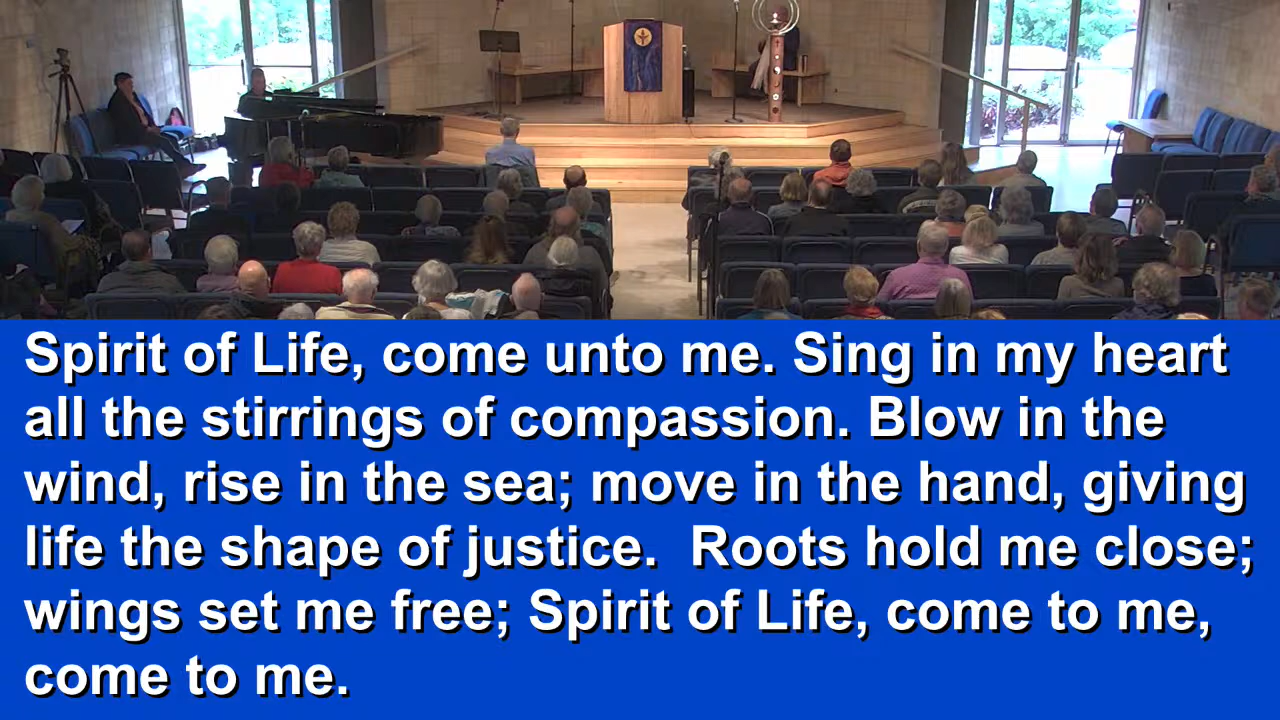 Spirit of Life, come unto me. Sing in my heart
all the stirrings of compassion. Blow in the
wind, rise in the sea; move in the hand, giving
life the shape of justice.  Roots hold me close;
wings set me free; Spirit of Life, come to me,
come to me.